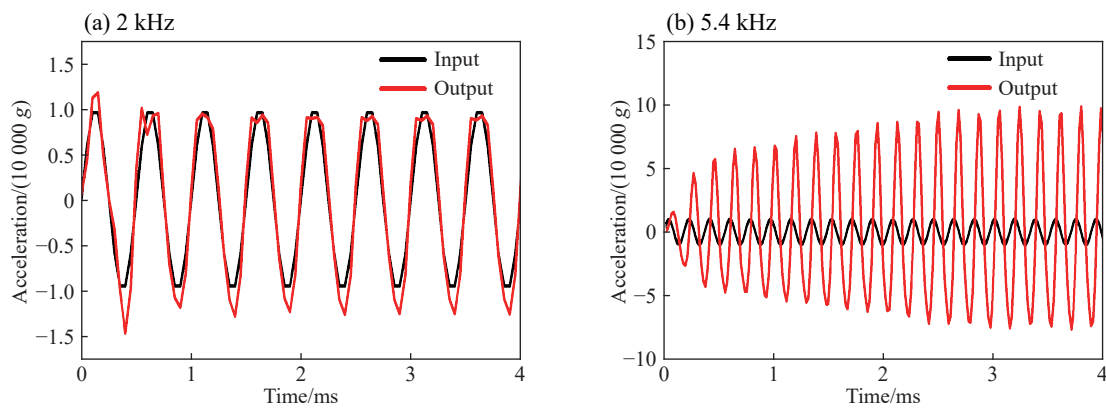 (a) 2 kHz
Acceleration/(10 000 g)
1.5
1.0
0.5
0
−0.5
−1.0
−1.5
Input
Output
0
1
2
3
4
Time/ms
(b) 5.4 kHz
Acceleration/(10 000 g)
15
10
5
0
−5
−10
Input
Output
0
1
2
3
4
Time/ms